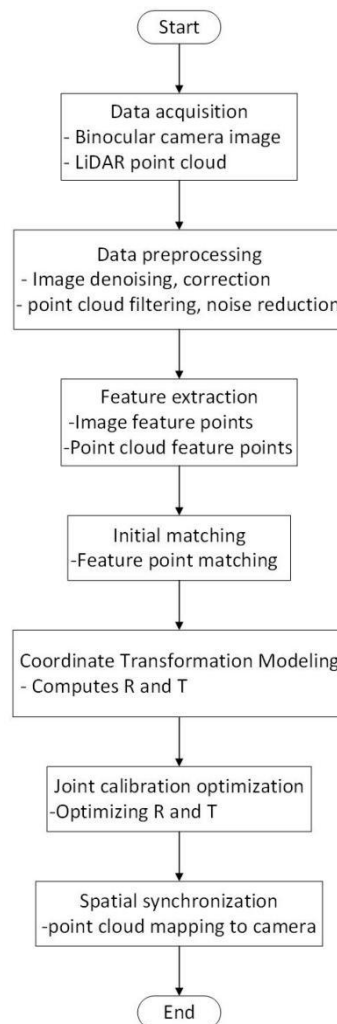 Start
Data acquisition
- Binocular camera image
- LiDAR point cloud
Data preprocessing
- Image denoising, correction
- point cloud filtering, noise reduction
Feature extraction
-Image feature points
-Point cloud feature points
Initial matching
-Feature point matching
Coordinate Transformation Modeling
- Computes R and T
Joint calibration optimization
-Optimizing R and T
Spatial synchronization
-point cloud mapping to camera
End